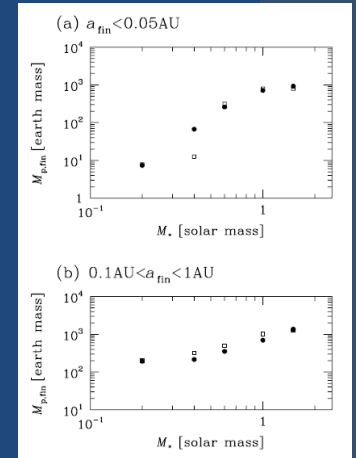 (a) a_fin<0.05AU
10^4
10^3
10^2
10^1
1
M_p,fin [earth mass]
10^-1
1
M_* [solar mass]
(b) 0.1AU<a_fin<1AU
10^4
10^3
10^2
10^1
M_p,fin [earth mass]
10^-1
1
M_* [solar mass]